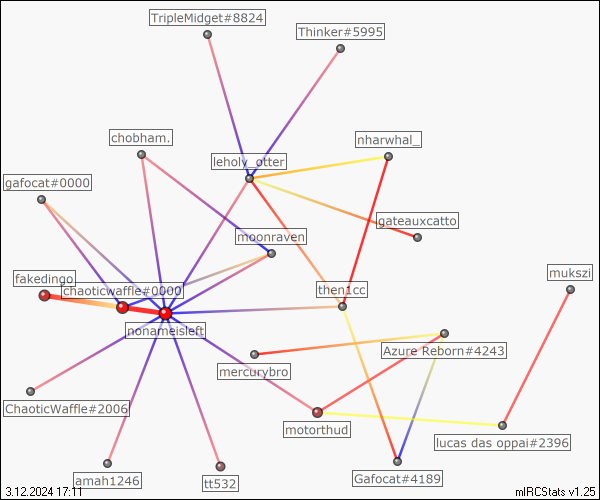 TripleMidget#8824
Thinker#5995
chobham.
nharwhal_
leholy_otter
gafocat#0000
gateauxcatto
moonraven
mukszi
fakedingo
chaoticwaffle#0000
then1cc
nonameisleft
Azure Reborn#4243
mercurybro
ChaoticWaffle#2006
motorthud
lucas das oppai#2396
amah1246
tt532
Gafocat#4189
3.12.2024 17:11
mIRCStats v1.25